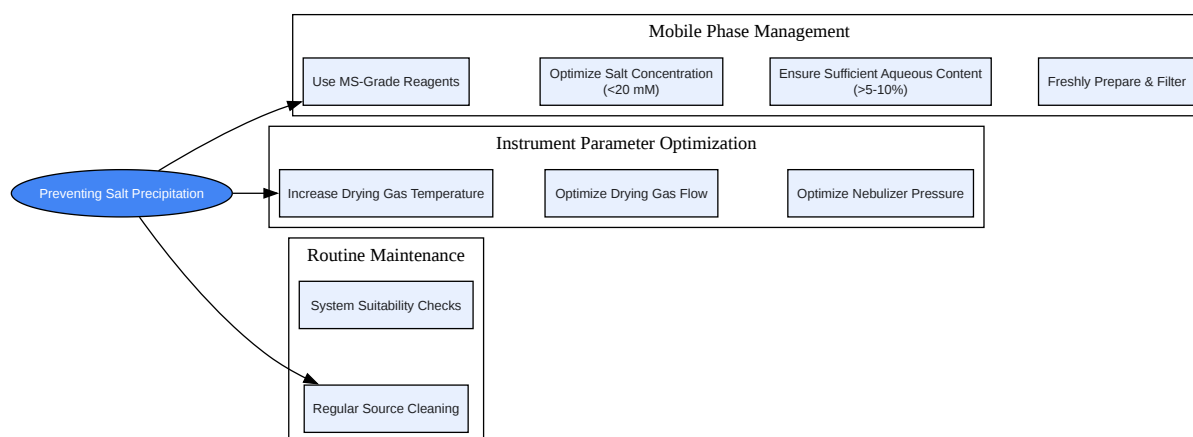 Mobile Phase Management
Use MS-Grade Reagents
Optimize Salt Concentration
(<20 mM)
Ensure Sufficient Aqueous Content
(>5-10%)
Freshly Prepare & Filter
Instrument Parameter Optimization
Preventing Salt Precipitation
Increase Drying Gas Temperature
Optimize Drying Gas Flow
Optimize Nebulizer Pressure
Routine Maintenance
System Suitability Checks
Regular Source Cleaning